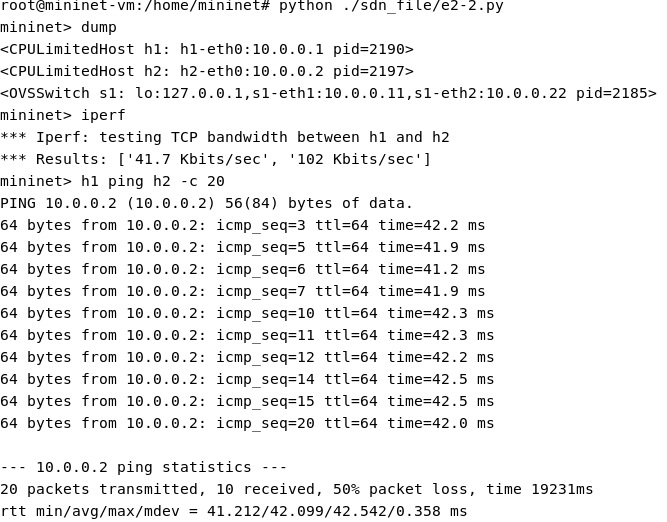 root@mininet-vm:/home/mininet# python ./sdn_file/e2-2.py
mininet> dump
<CPULimitedHost h1: h1-eth0:10.0.0.1 pid=2190>
<CPULimitedHost h2: h2-eth0:10.0.0.2 pid=2197>
<OVSSwitch s1: lo:127.0.0.1,s1-eth1:10.0.0.11,s1-eth2:10.0.0.22 pid=2185>
mininet> iperf
*** Iperf: testing TCP bandwidth between h1 and h2
*** Results: ['41.7 Kbits/sec', '102 Kbits/sec']
mininet> h1 ping h2 -c 20
PING 10.0.0.2 (10.0.0.2) 56(84) bytes of data.
64 bytes from 10.0.0.2: icmp_seq=3 ttl=64 time=42.2 ms
64 bytes from 10.0.0.2: icmp_seq=5 ttl=64 time=41.9 ms
64 bytes from 10.0.0.2: icmp_seq=6 ttl=64 time=41.2 ms
64 bytes from 10.0.0.2: icmp_seq=7 ttl=64 time=41.9 ms
64 bytes from 10.0.0.2: icmp_seq=10 ttl=64 time=42.3 ms
64 bytes from 10.0.0.2: icmp_seq=11 ttl=64 time=42.3 ms
64 bytes from 10.0.0.2: icmp_seq=12 ttl=64 time=42.2 ms
64 bytes from 10.0.0.2: icmp_seq=14 ttl=64 time=42.5 ms
64 bytes from 10.0.0.2: icmp_seq=15 ttl=64 time=42.5 ms
64 bytes from 10.0.0.2: icmp_seq=20 ttl=64 time=42.0 ms
--- 10.0.0.2 ping statistics ---
20 packets transmitted, 10 received, 50% packet loss, time 19231ms
rtt min/avg/max/mdev = 41.212/42.099/42.542/0.358 ms